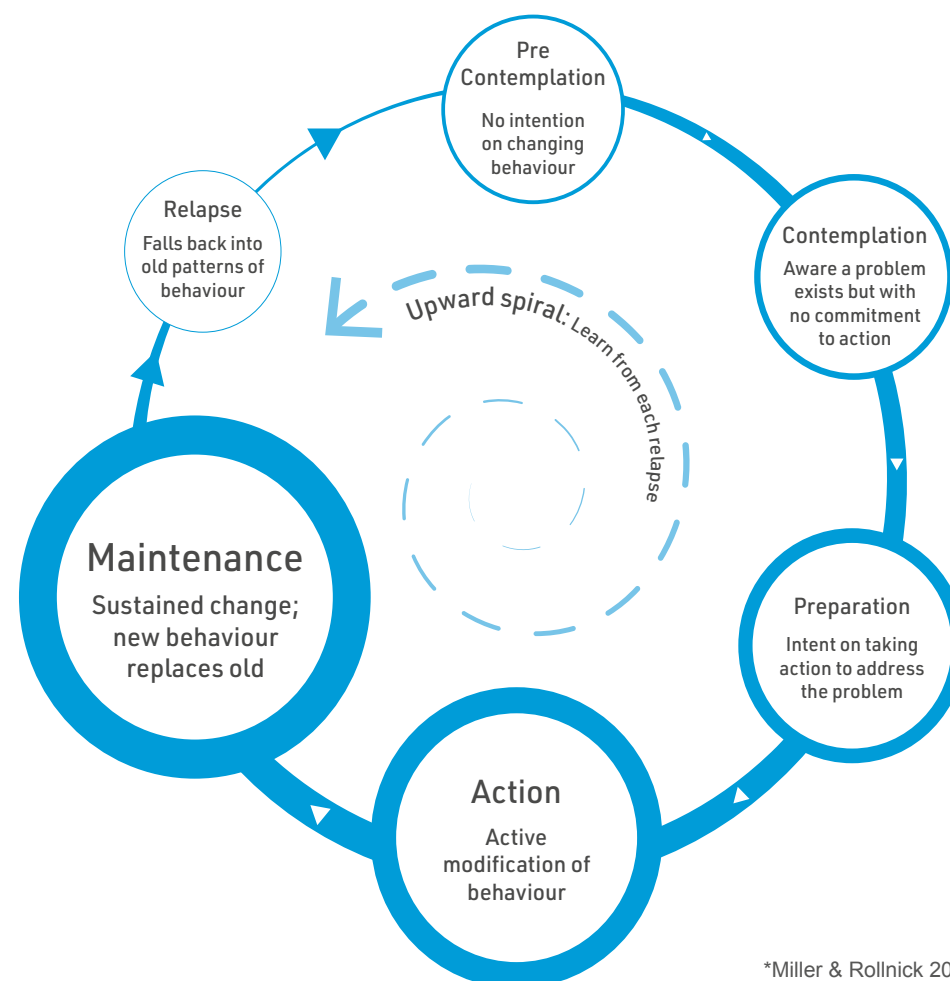 Pre
Contemplation
No intention
on changing
behaviour
Contemplation
Aware a problem
exists but with
no commitment
to action
Preparation
Intent on taking
action to address
the problem
Action
Active
modification of
behaviour
Maintenance
Sustained change;
new behaviour
replaces old
Relapse
Falls back into
old patterns of
behaviour
Upward spiral: Learn from each relapse
*Miller & Rollnick 20